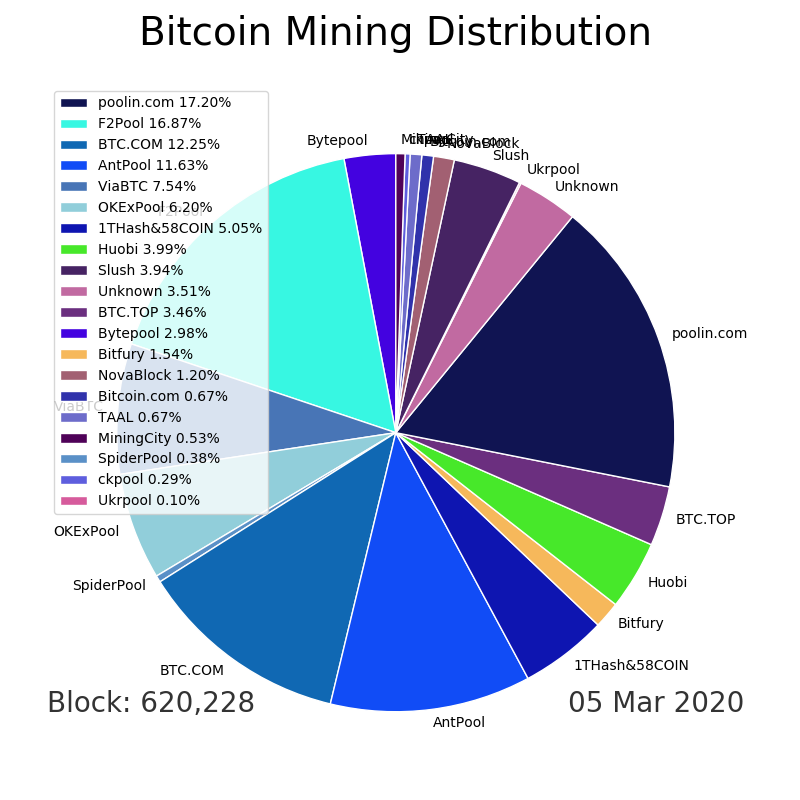 Bitcoin Mining Distribution
poolin.com 17.20%
F2Pool 16.87%
BTC.COM 12.25%
AntPool 11.63%
ViaBTC 7.54%
OKExPool 6.20%
1THash&58COIN 5.05%
Huobi 3.99%
Slush 3.94%
Unknown 3.51%
BTC.TOP 3.46%
Bytepool 2.98%
Bitfury 1.54%
NovaBlock 1.20%
Bitcoin.com 0.67%
TAAL 0.67%
MiningCity 0.53%
SpiderPool 0.38%
ckpool 0.29%
Ukrpool 0.10%
Bytepool
MiningCity
NovaBlock
Slush
Ukrpool
Unknown
F2Pool
poolin.com
ViaBTC
BTC.TOP
OKExPool
Huobi
SpiderPool
Bitfury
1THash&58COIN
BTC.COM
AntPool
Block: 620,228
05 Mar 2020